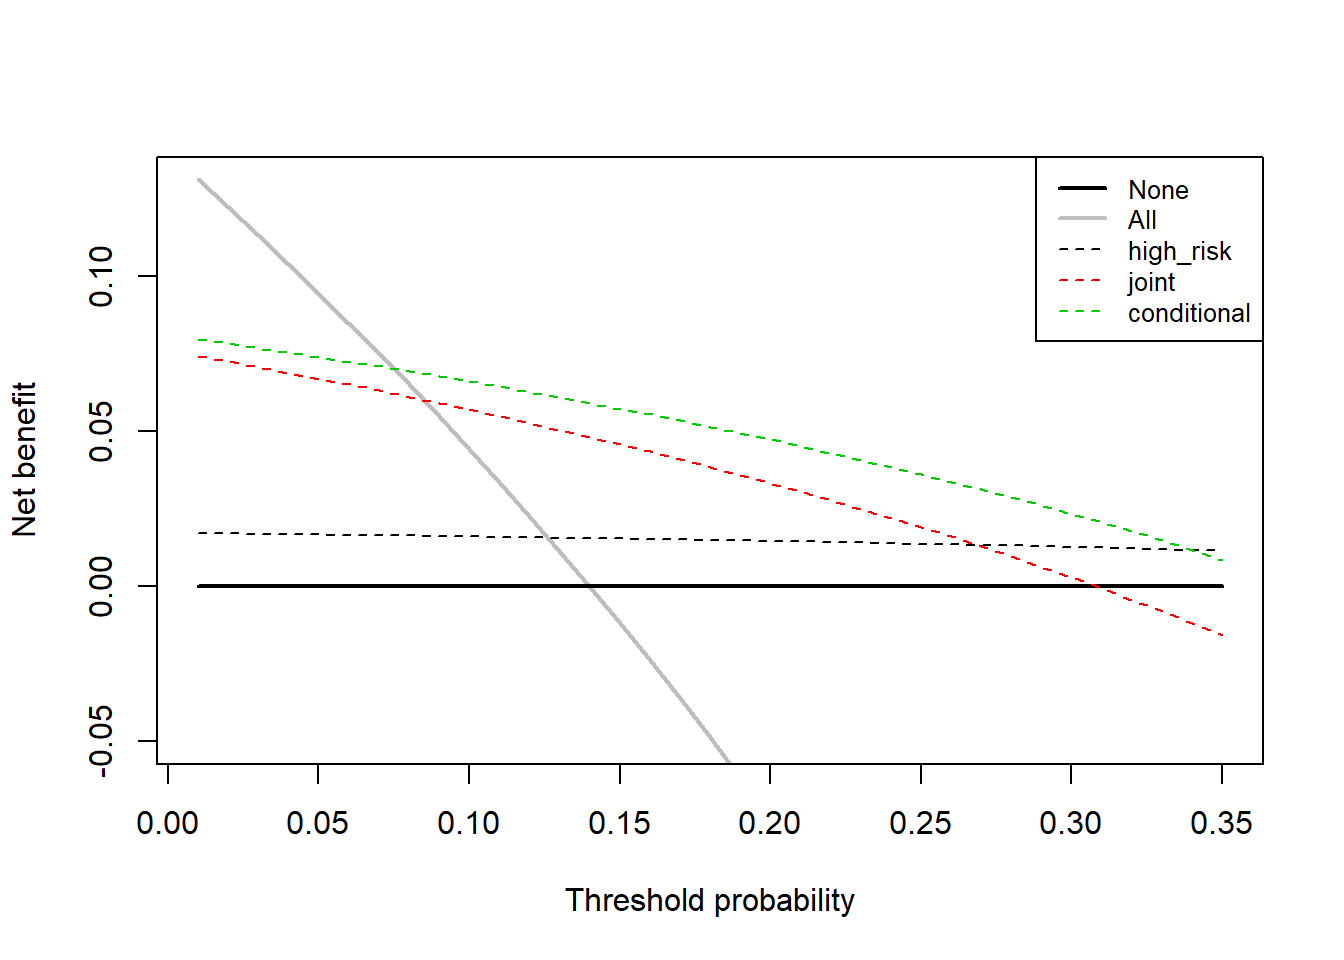 None
All
high_risk
joint
conditional
Net benefit
0.10
0.05
0.00
-0.05
0.00 0.05 0.10 0.15 0.20 0.25 0.30 0.35
Threshold probability